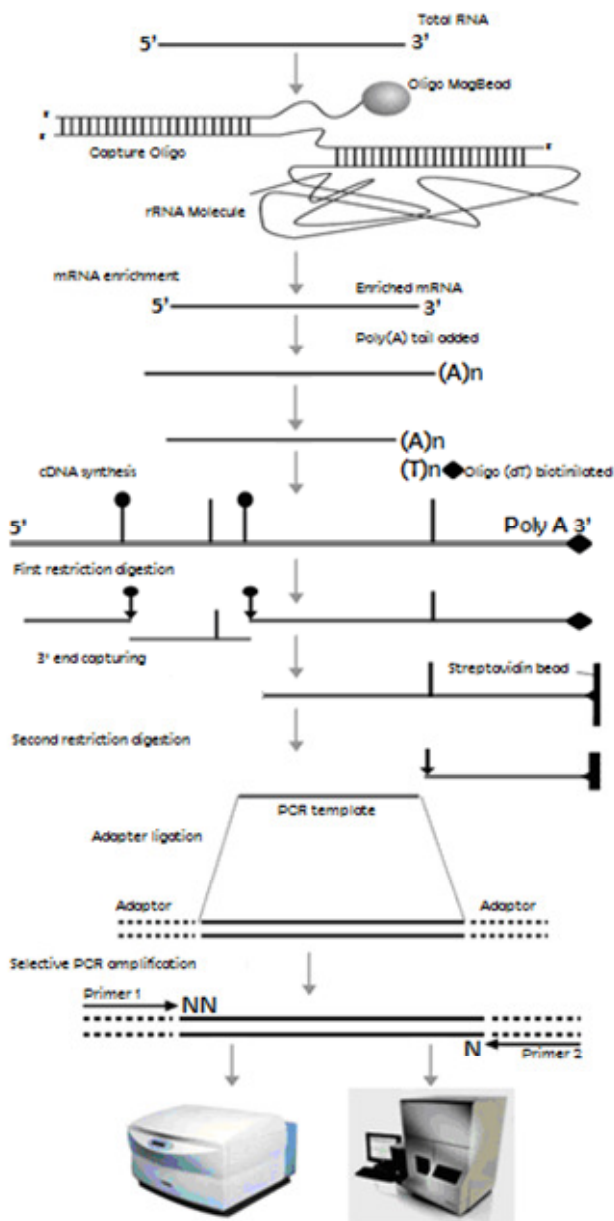 Total RNA
5’ 3’
Oligo MagBead
Capture Oligo
rRNA Molecule
mRNA enrichment
Enriched mRNA
5’ 3’
Poly(A) tail added
(A)n
(A)n
cDNA synthesis
(T)n Oligo (dT) biotinilated
5’ Poly A 3’
First restriction digestion
3' end capturing
Streptavidin bead
Second restriction digestion
PCR template
Adapter ligation
Adaptor Adaptor
Selective PCR amplification
Primer 1 NN
N Primer 2